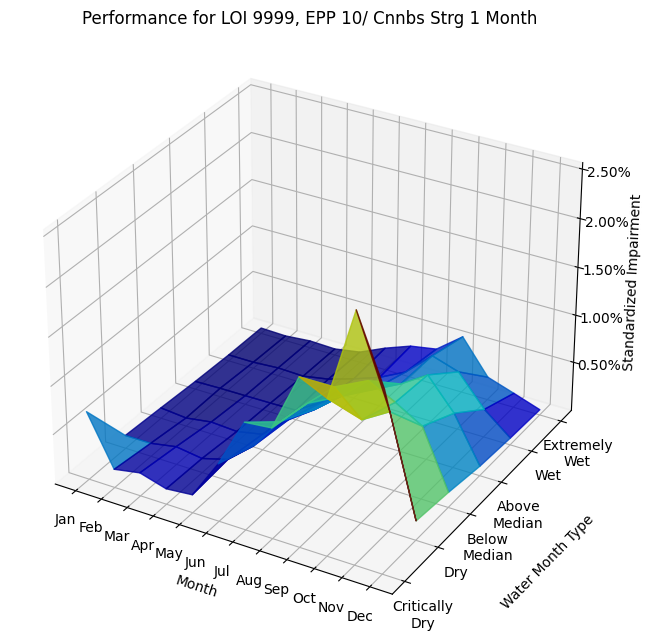 Performance for LOI 9999, EPP 10/ Cnnbs Strg 1 Month
2.50%
2.00%
1.50%
1.00%
0.50%
Standardized Impairment
Jan
Feb
Mar
Apr
May
Jun
Jul
Aug
Sep
Oct
Nov
Dec
Month
Critically
Dry
Dry
Below
Median
Above
Median
Wet
Extremely
Wet
Water Month Type